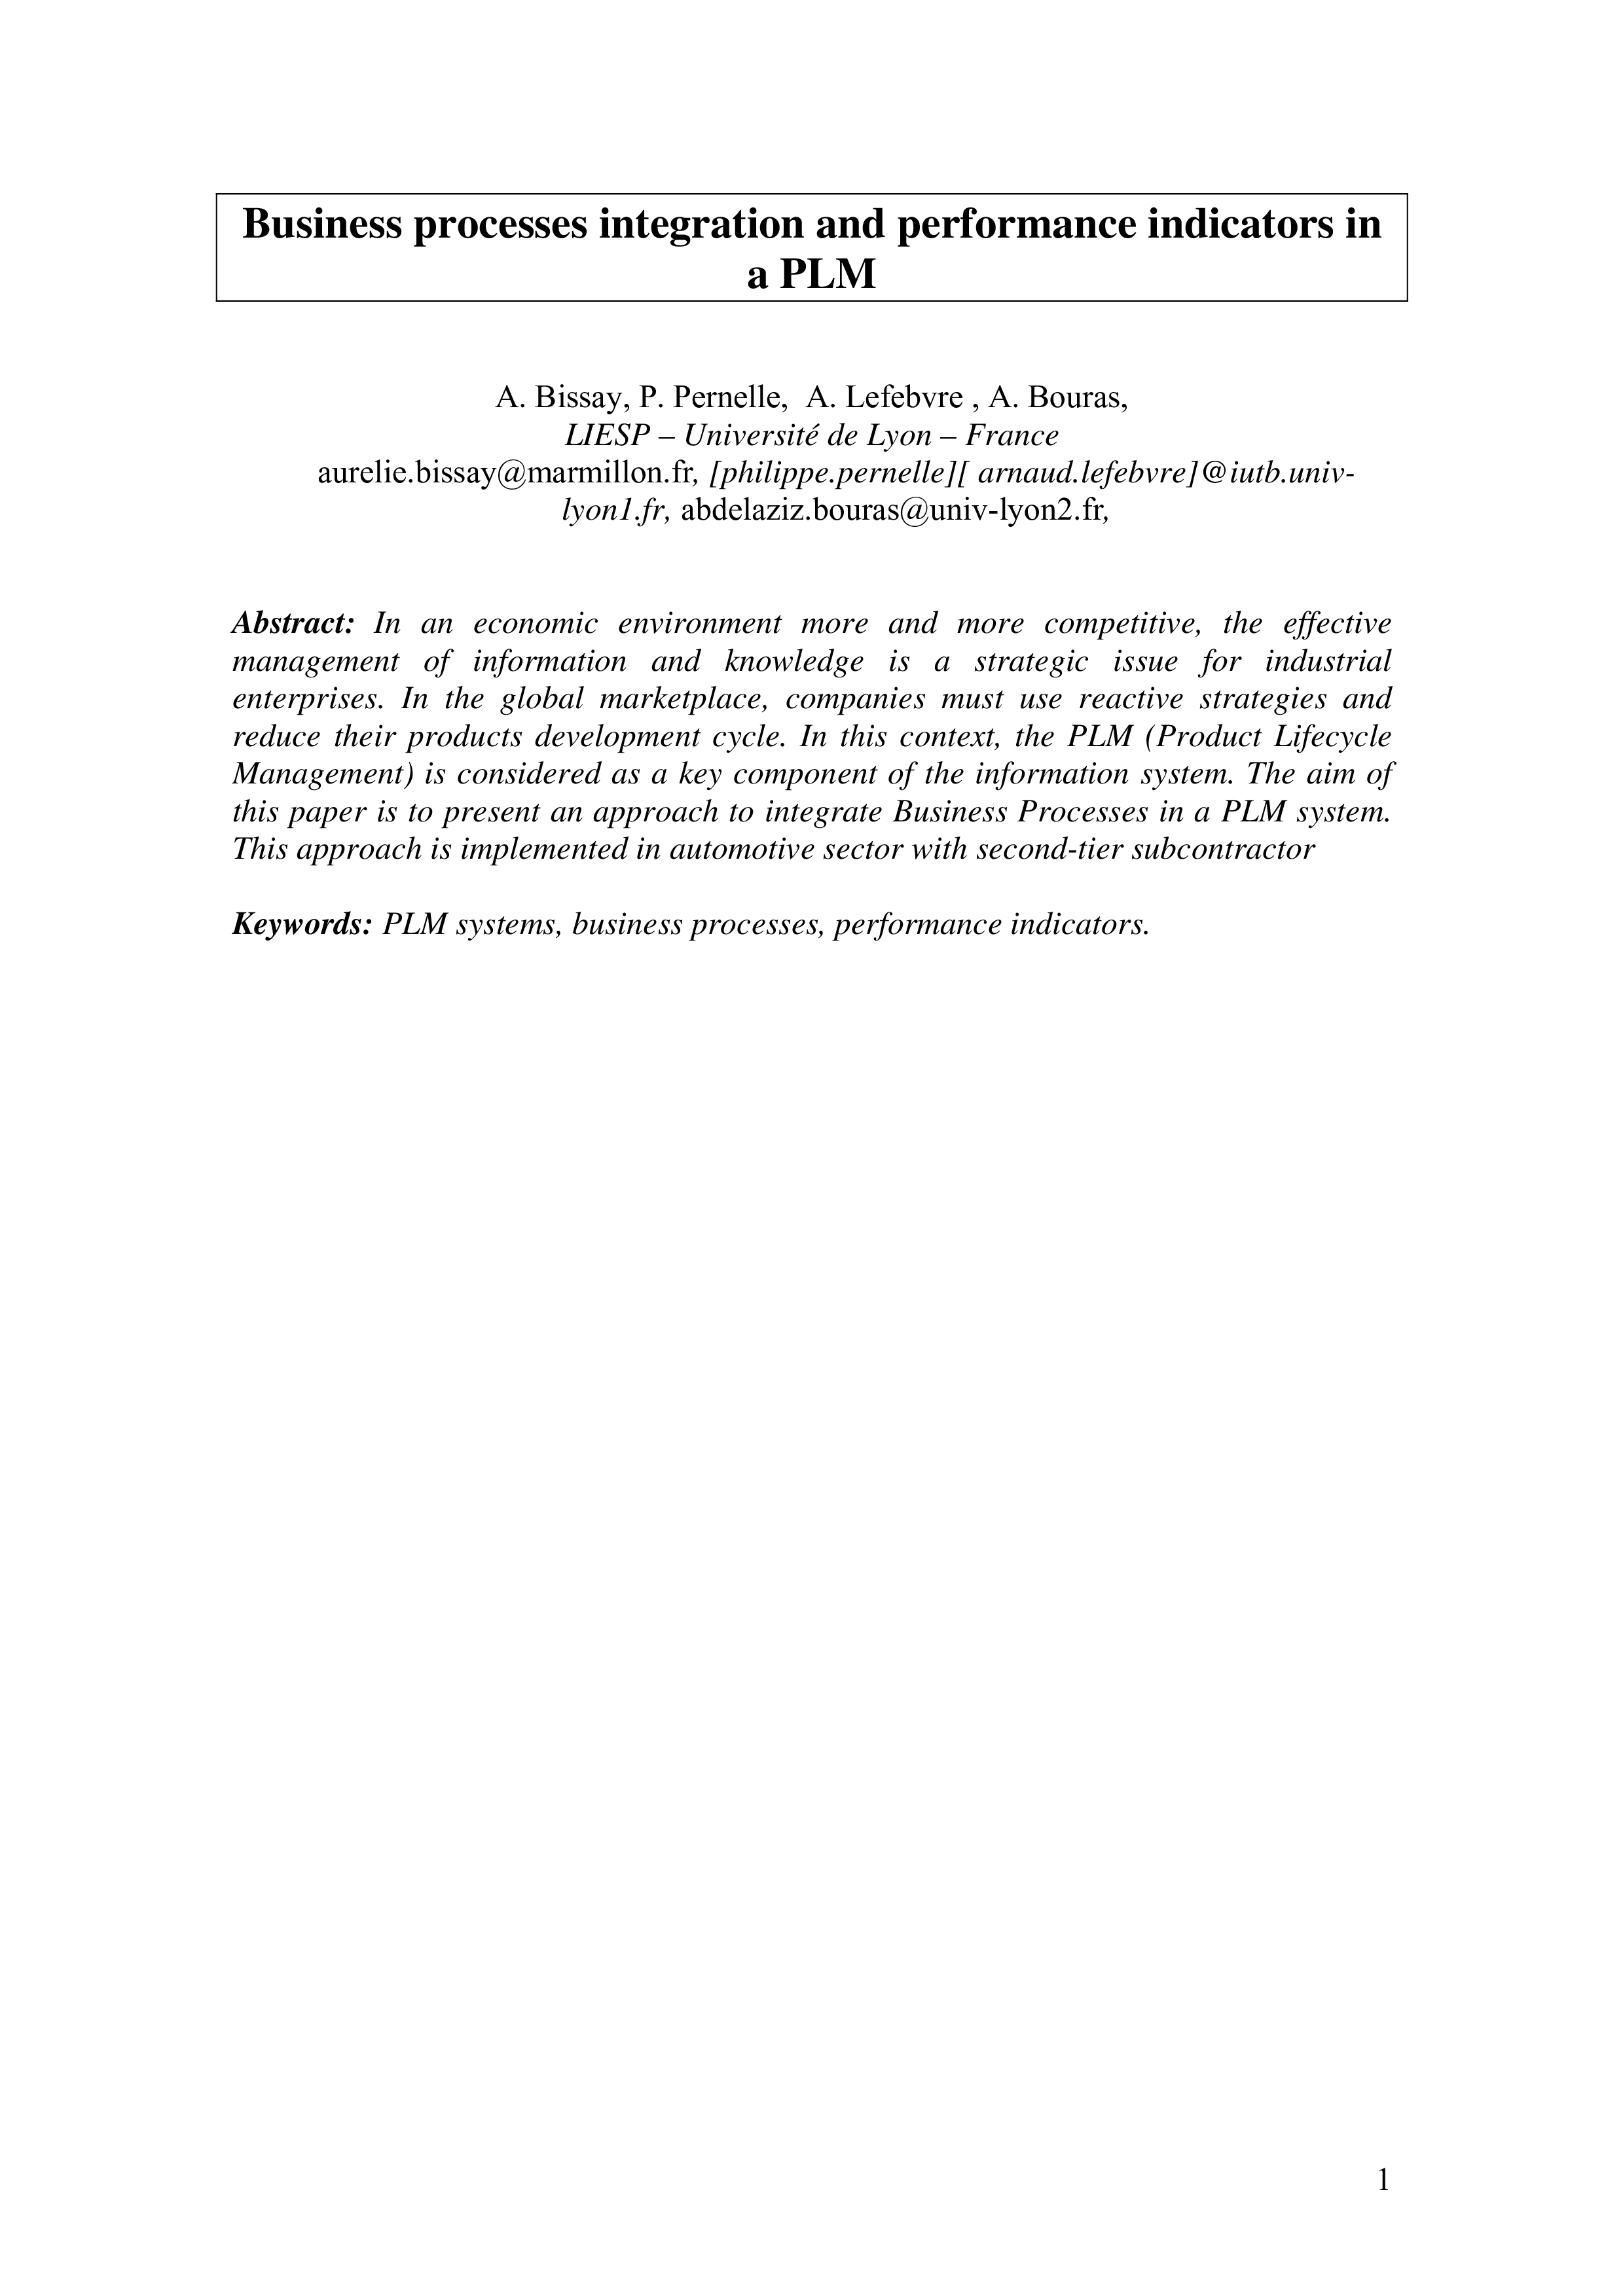 Business processes integration and performance indicators in
a PLM
A. Bissay, P. Pernelle,  A. Lefebvre , A. Bouras,
LIESP – Université de Lyon – France
aurelie.bissay@marmillon.fr, [philippe.pernelle][ arnaud.lefebvre]@iutb.univ-
lyon1.fr, abdelaziz.bouras@univ-lyon2.fr,
Abstract: In an economic environment more and more competitive, the effective
management of information and knowledge is a strategic issue for industrial
enterprises. In the global marketplace, companies must use reactive strategies and
reduce their products development cycle. In this context, the PLM (Product Lifecycle
Management) is considered as a key component of the information system. The aim of
this paper is to present an approach to integrate Business Processes in a PLM system.
This approach is implemented in automotive sector with second-tier subcontractor
Keywords: PLM systems, business processes, performance indicators.
1